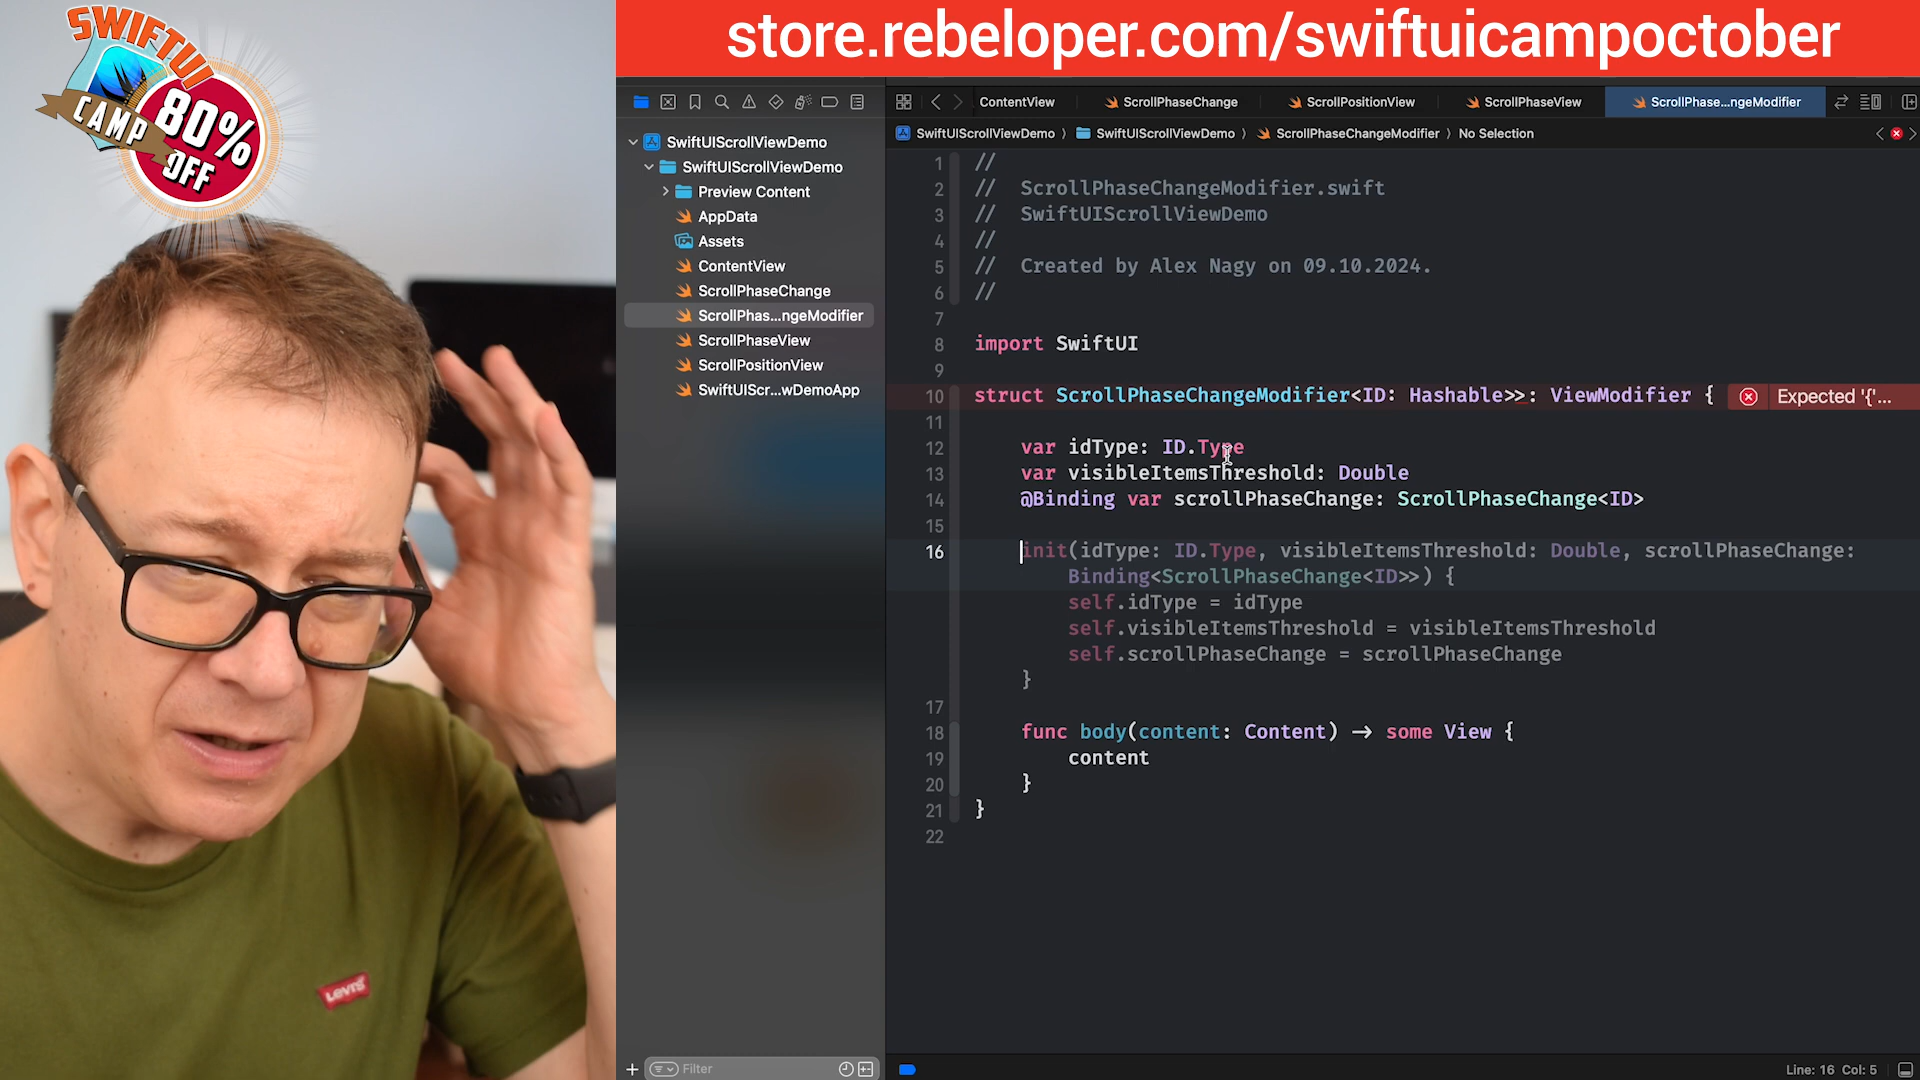 store.rebeloper.com/swiftuicampoctober
SWIFTUI
CAMP
80%
OFF
LEVI'S
SwiftUIScrollViewDemo
SwiftUIScrollViewDemo
Preview Content
AppData
Assets
ContentView
ScrollPhaseChange
ScrollPhas...ngeModifier
ScrollPhaseView
ScrollPositionView
SwiftUIScr...wDemoApp
Filter
ContentView
ScrollPhaseChange
ScrollPositionView
ScrollPhaseView
ScrollPhase...ngeModifier
SwiftUIScrollViewDemo
SwiftUIScrollViewDemo
ScrollPhaseChangeModifier
No Selection
1 //
2 // ScrollPhaseChangeModifier.swift
3 // SwiftUIScrollViewDemo
4 //
5 // Created by Alex Nagy on 09.10.2024.
6 //
7
8 import SwiftUI
9
10 struct ScrollPhaseChangeModifier<ID: Hashable>>: ViewModifier { Expected '{'...
11
12 var idType: ID.Type
13 var visibleItemsThreshold: Double
14 @Binding var scrollPhaseChange: ScrollPhaseChange<ID>
15
16 init(idType: ID.Type, visibleItemsThreshold: Double, scrollPhaseChange:
Binding<ScrollPhaseChange<ID>>) {
self.idType = idType
self.visibleItemsThreshold = visibleItemsThreshold
self.scrollPhaseChange = scrollPhaseChange
}
17
18 func body(content: Content) -> some View {
19 content
20 }
21 }
22
Line: 16 Col: 5